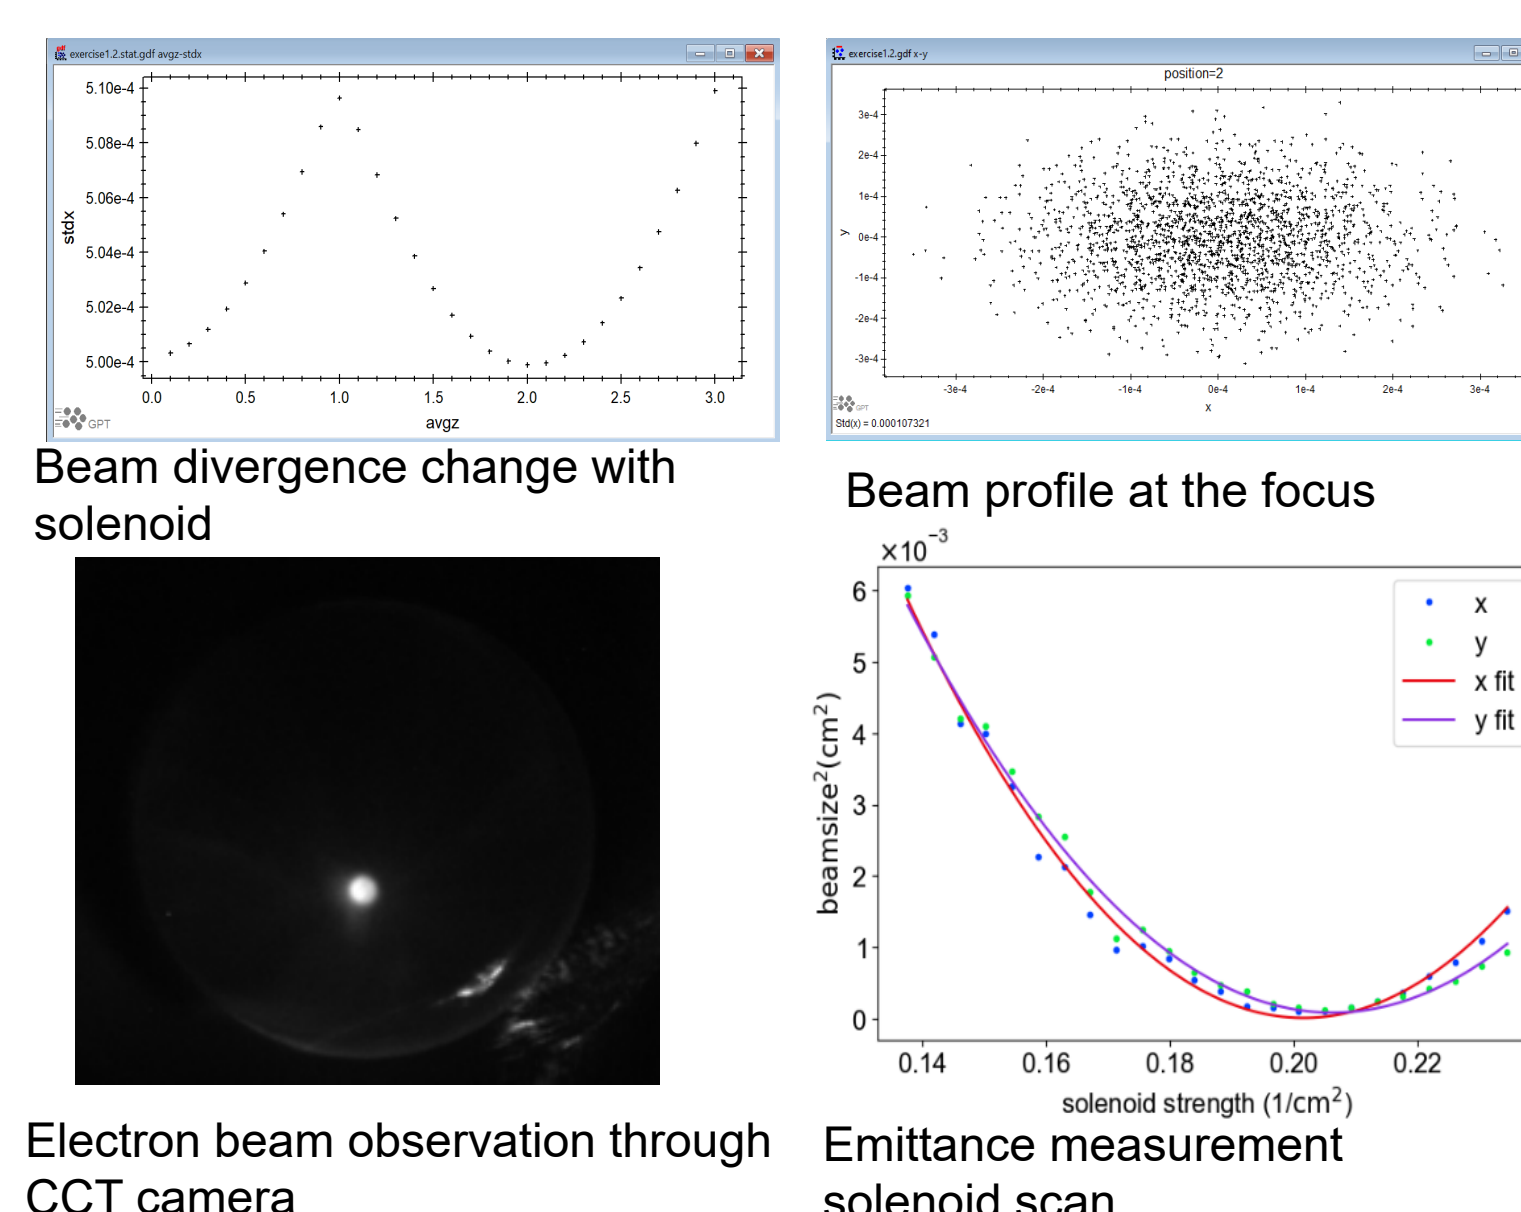 exercise1.2.stat.gdf avgz-stdx
5.10e-4
5.08e-4
5.06e-4
5.04e-4
5.02e-4
5.00e-4
stdx
0.0 0.5 1.0 1.5 2.0 2.5 3.0
avgz
GPT
Beam divergence change with
solenoid
exercise1.2.gdf x-y
position=2
3e-4
2e-4
1e-4
0e-4
-1e-4
-2e-4
-3e-4
y
-3e-4 -2e-4 -1e-4 0e-4 1e-4 2e-4 3e-4
x
GPT
Std(x) = 0.000107321
Beam profile at the focus
Electron beam observation through
CCT camera
×10⁻³
6
5
4
3
2
1
0
beamsize²(cm²)
x
y
x fit
y fit
0.14 0.16 0.18 0.20 0.22
solenoid strength (1/cm²)
Emittance measurement
solenoid scan